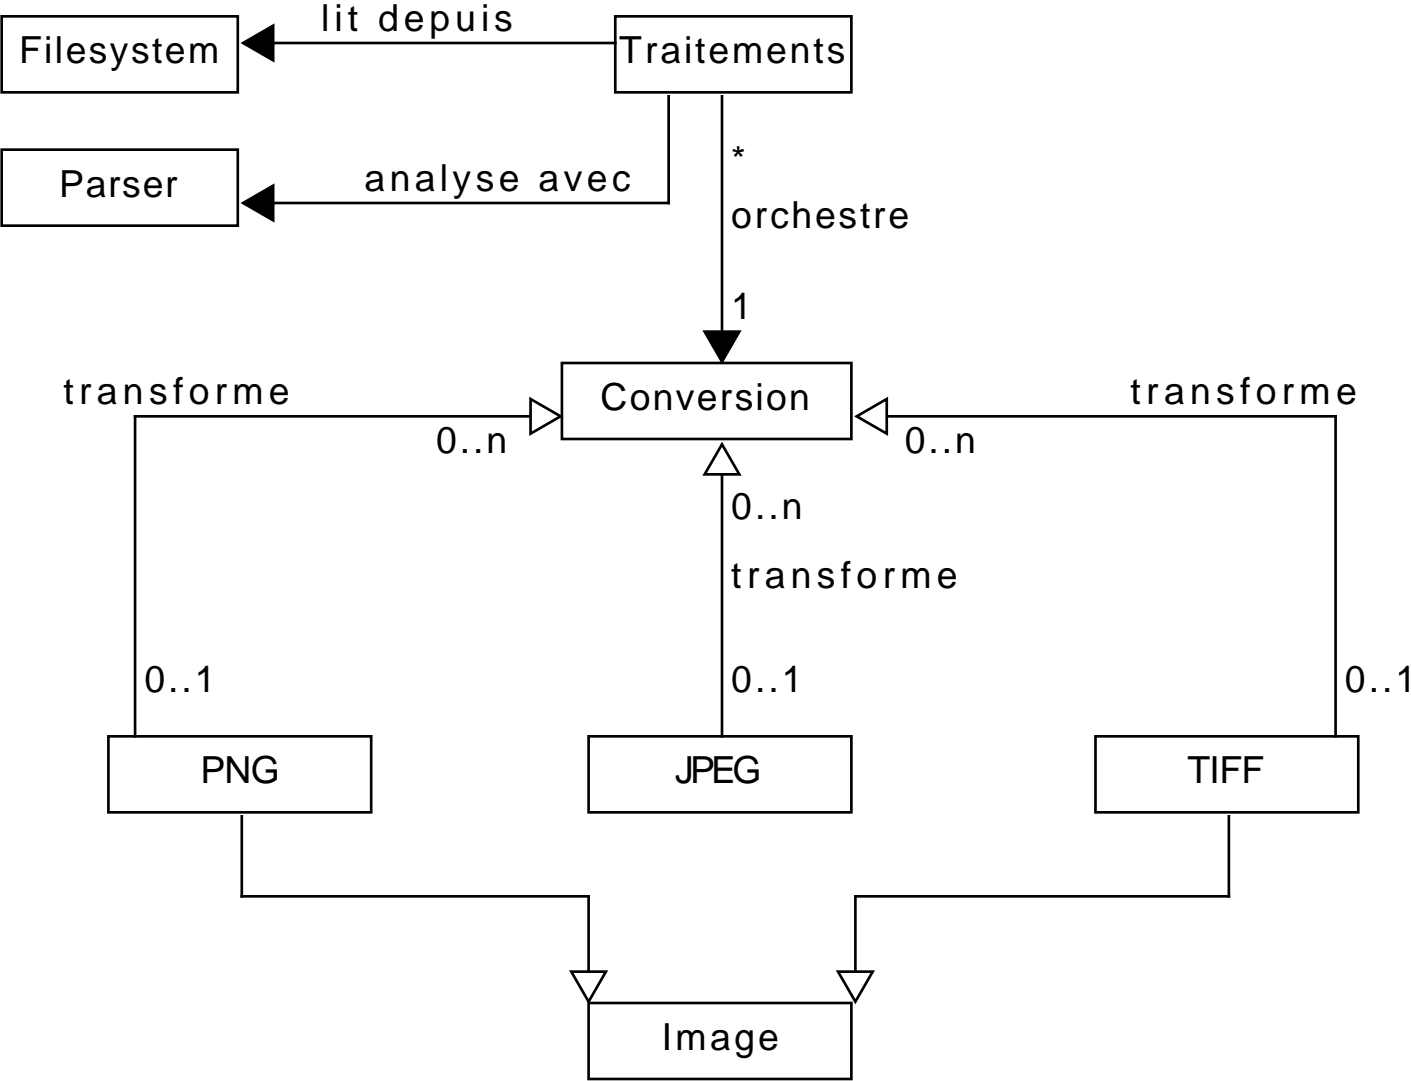 lit depuis
Filesystem
Traitements
Parser
analyse avec
*
orchestre
1
transforme
Conversion
transforme
0..n
0..n
0..n
transforme
0..1
0..1
0..1
PNG
JPEG
TIFF
Image